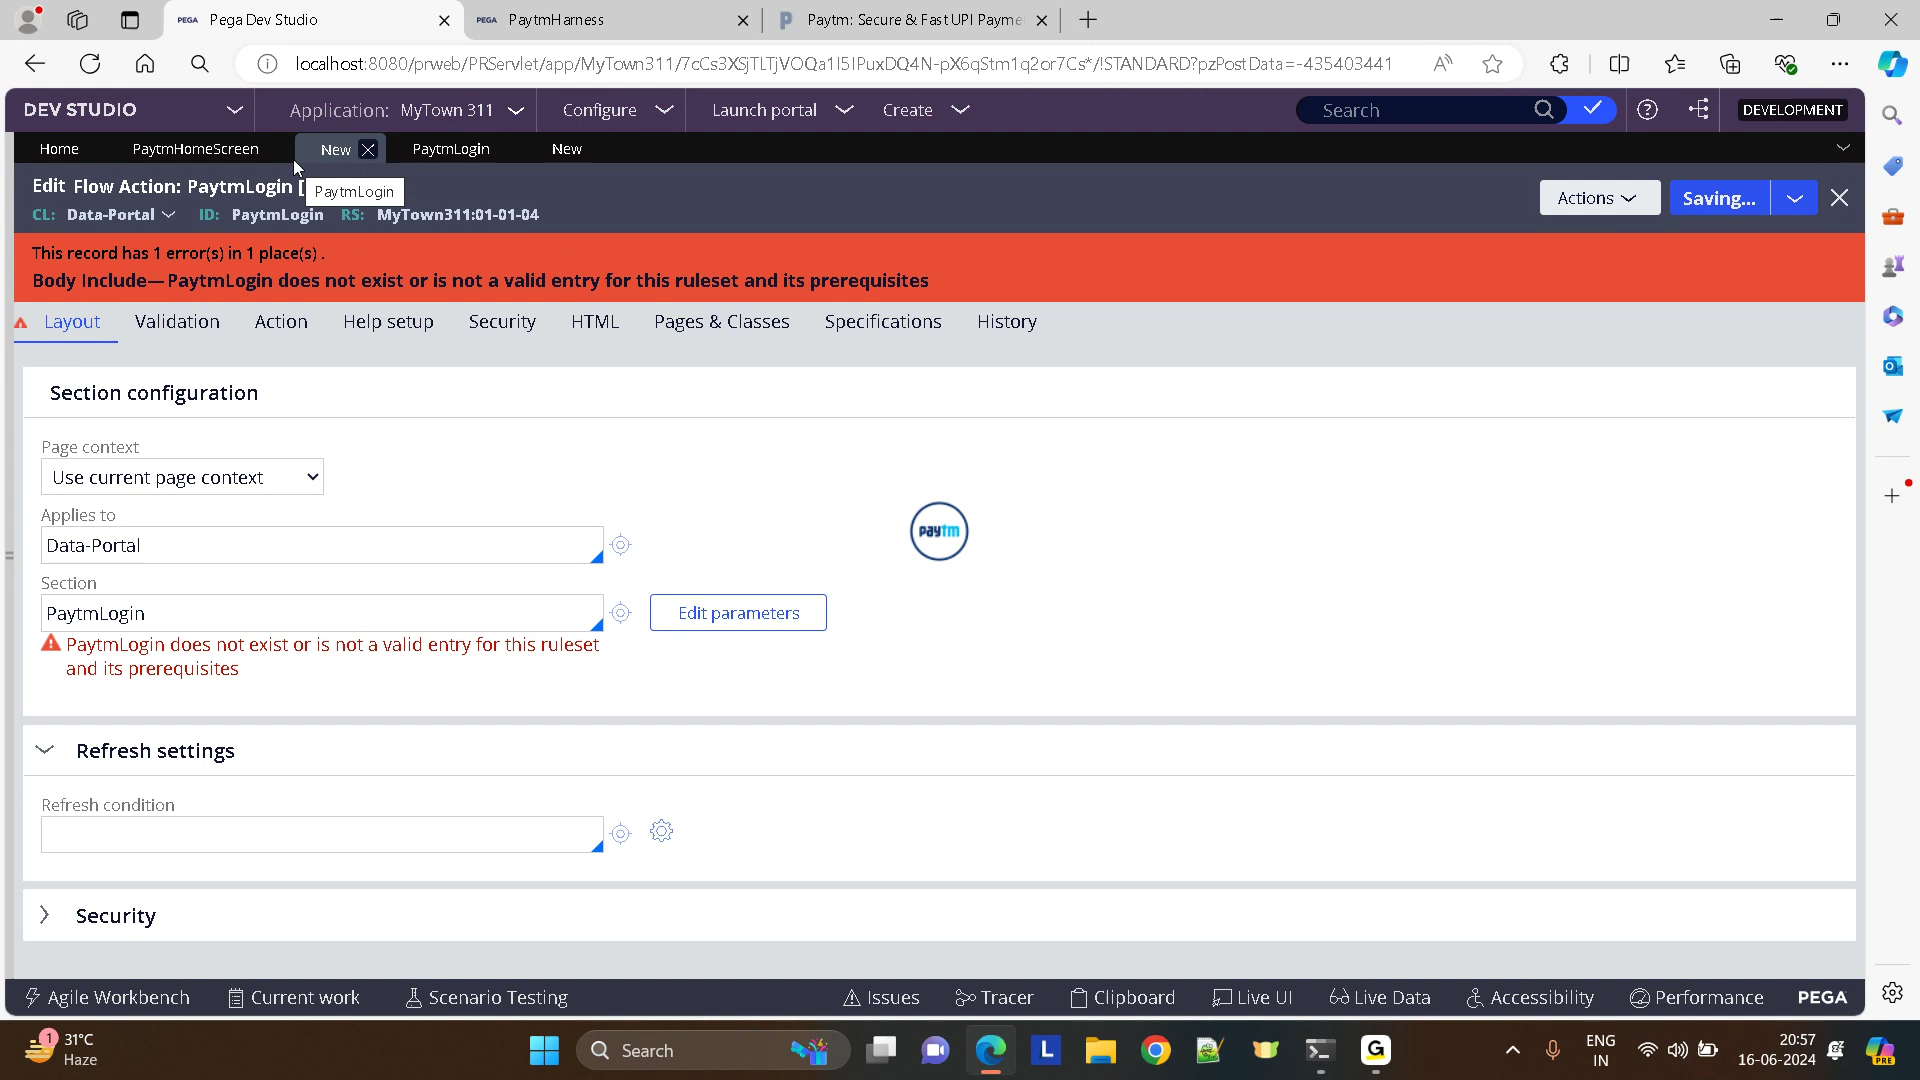 PEGA Pega Dev Studio
PEGA PaytmHarness
Paytm: Secure & Fast UPI Payme
localhost:8080/prweb/PRServlet/app/MyTown311/7cCs3XSjTLTjVOQa1I5IPuxDQ4N-pX6qStm1q2or7Cs*/!STANDARD?pzPostData=-435403441
DEV STUDIO
Application: MyTown 311
Configure
Launch portal
Create
Search
DEVELOPMENT
Home
PaytmHomeScreen
New
PaytmLogin
New
Edit Flow Action: PaytmLogin [
PaytmLogin
CL: Data-Portal ID: PaytmLogin RS: MyTown311:01-01-04
Actions
Saving...
This record has 1 error(s) in 1 place(s) .
Body Include—PaytmLogin does not exist or is not a valid entry for this ruleset and its prerequisites
Layout Validation Action Help setup Security HTML Pages & Classes Specifications History
Section configuration
Page context
Use current page context
Applies to
Data-Portal
paytm
Section
PaytmLogin
Edit parameters
PaytmLogin does not exist or is not a valid entry for this ruleset
and its prerequisites
Refresh settings
Refresh condition
Security
Agile Workbench
Current work
Scenario Testing
Issues
Tracer
Clipboard
Live UI
Live Data
Accessibility
Performance
PEGA
1
31°C
Haze
Search
L
G
ENG
IN
20:57
16-06-2024
PRE